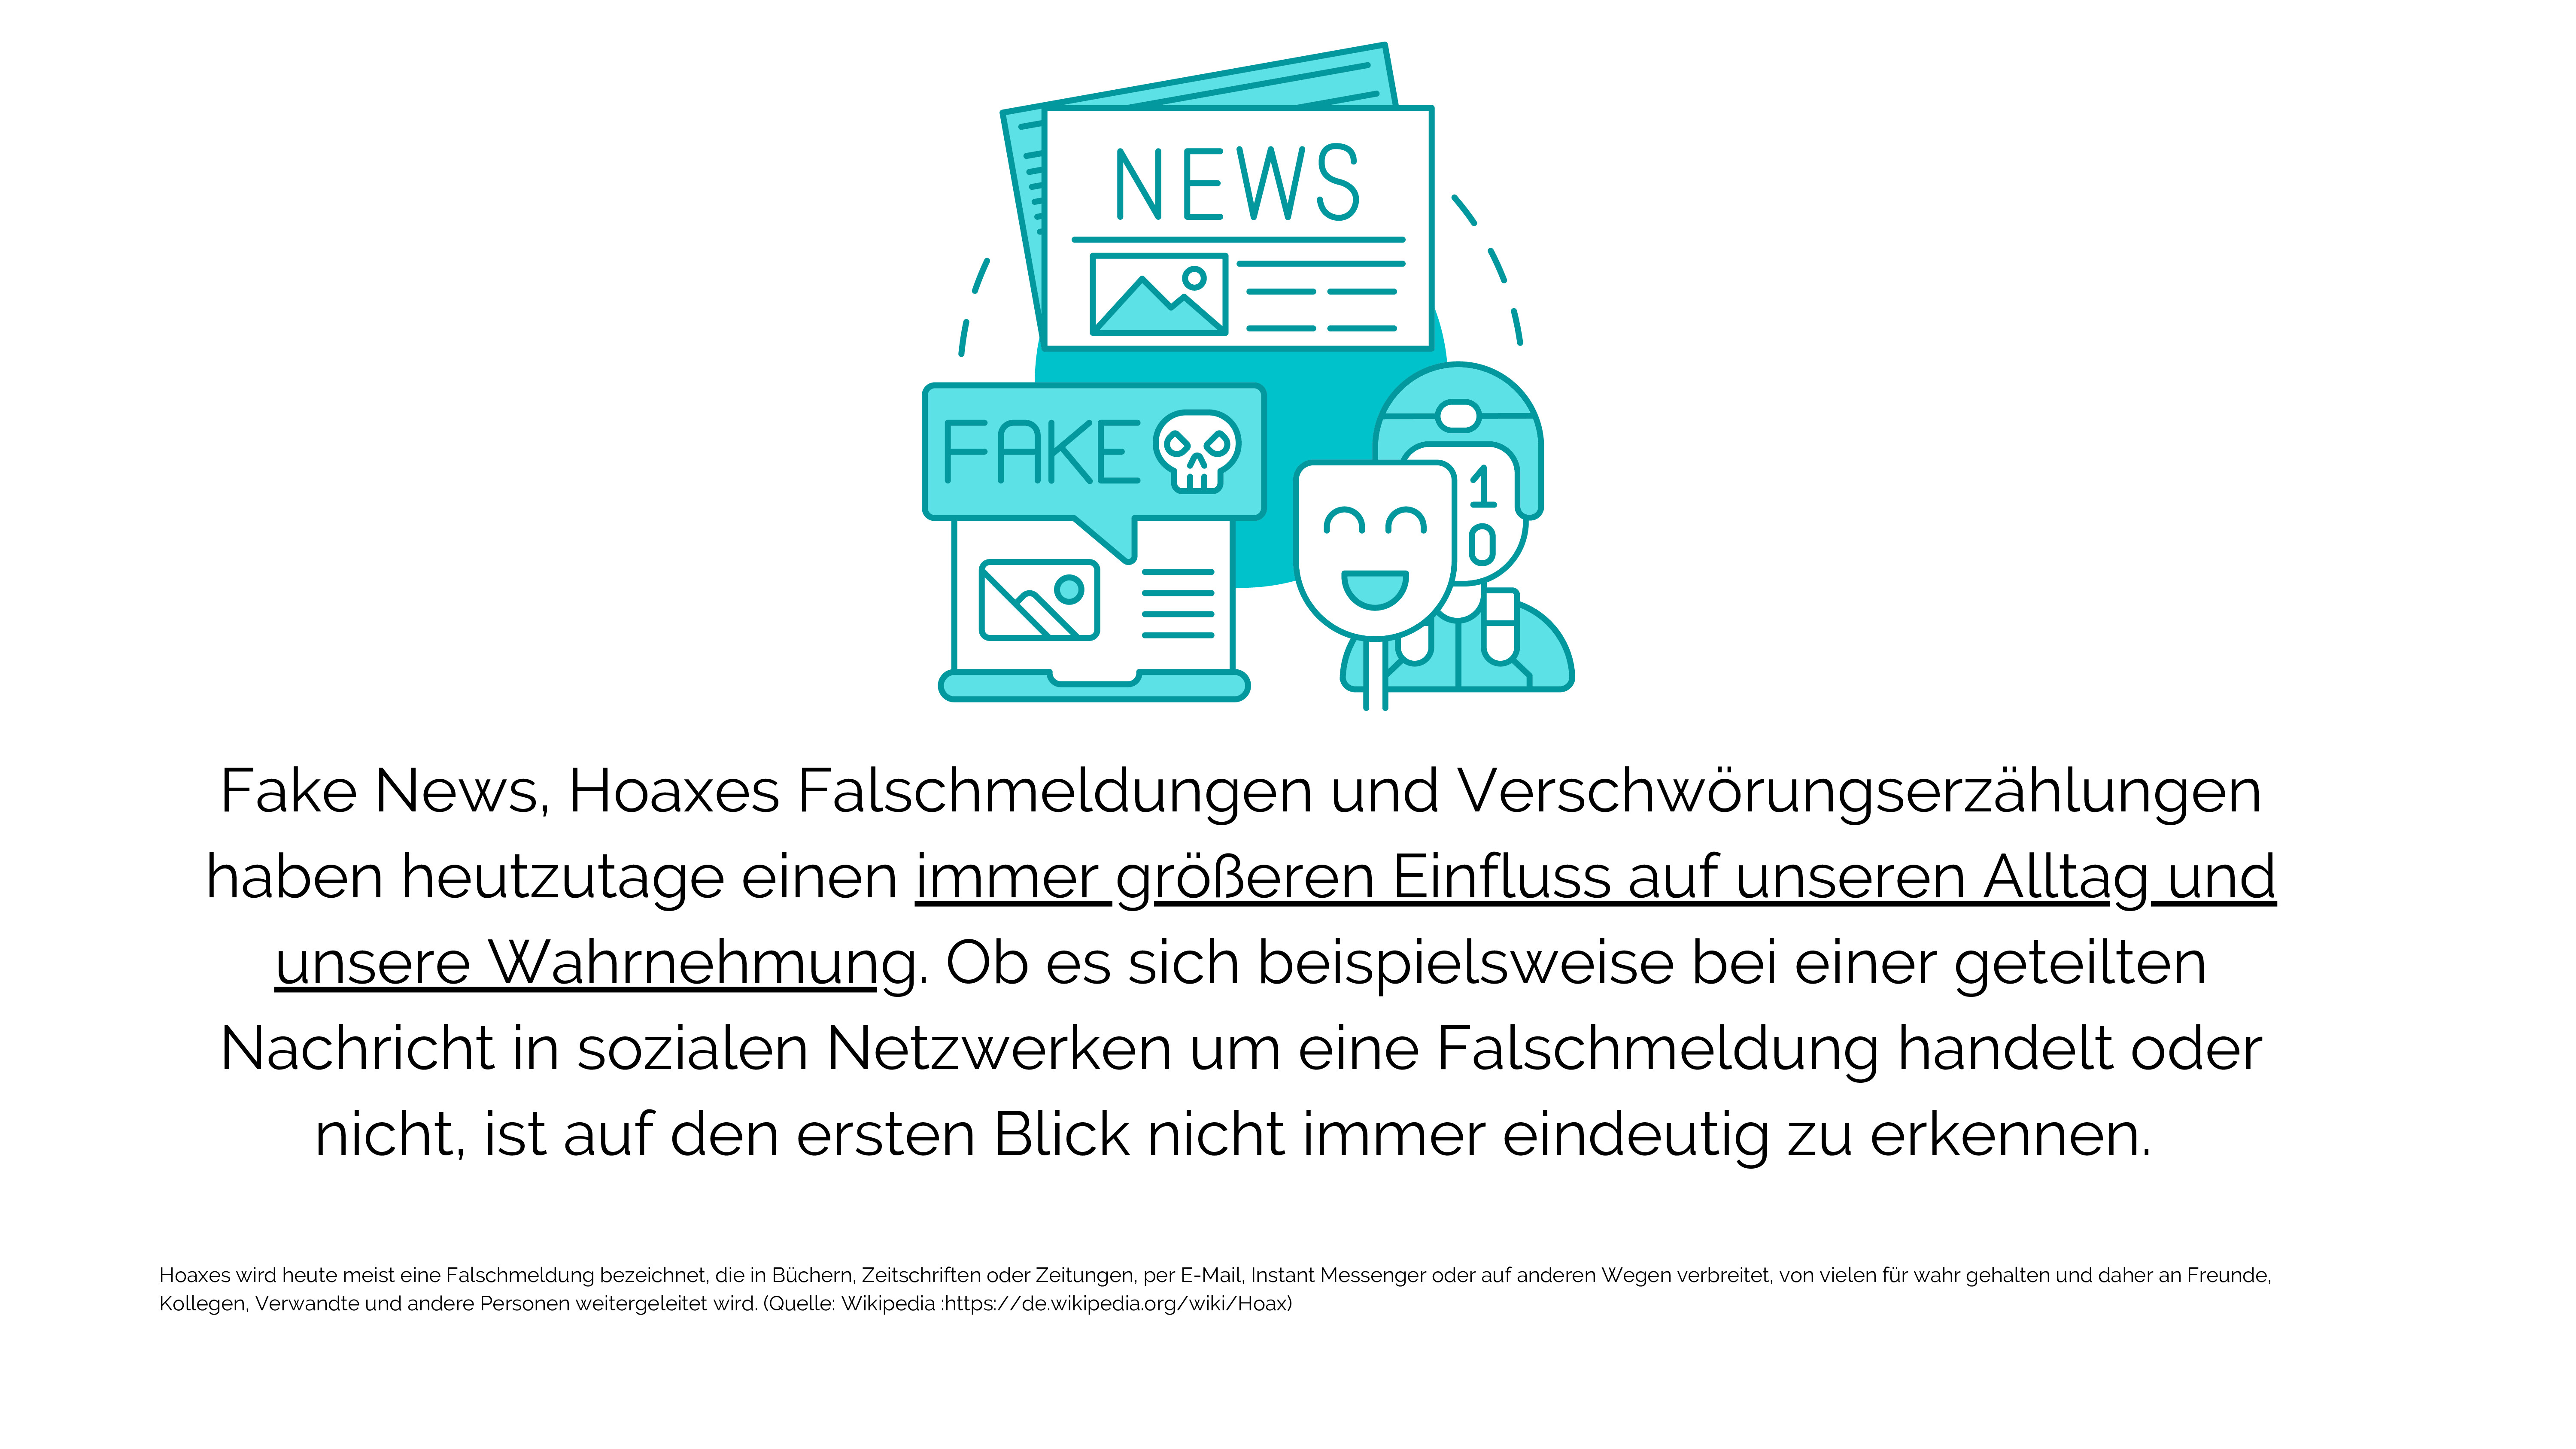 NEWS
FAKE
1
0
Fake News, Hoaxes Falschmeldungen und Verschwörungserzählungen
haben heutzutage einen immer größeren Einfluss auf unseren Alltag und
unsere Wahrnehmung. Ob es sich beispielsweise bei einer geteilten
Nachricht in sozialen Netzwerken um eine Falschmeldung handelt oder
nicht, ist auf den ersten Blick nicht immer eindeutig zu erkennen.
Hoaxes wird heute meist eine Falschmeldung bezeichnet, die in Büchern, Zeitschriften oder Zeitungen, per E-Mail, Instant Messenger oder auf anderen Wegen verbreitet, von vielen für wahr gehalten und daher an Freunde,
Kollegen, Verwandte und andere Personen weitergeleitet wird. (Quelle: Wikipedia :https://de.wikipedia.org/wiki/Hoax)